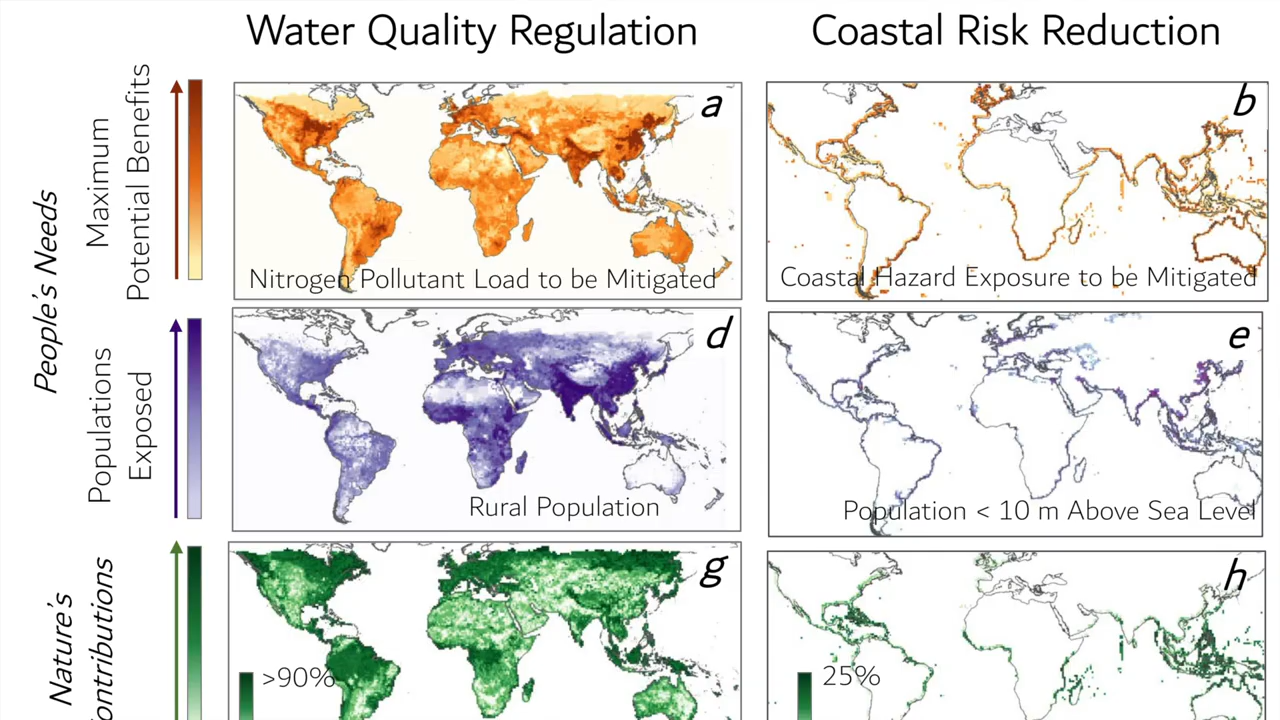 Water Quality Regulation
Coastal Risk Reduction
People's Needs
Maximum
Potential Benefits
a
Nitrogen Pollutant Load to be Mitigated
b
Coastal Hazard Exposure to be Mitigated
Populations
Exposed
d
Rural Population
e
Population < 10 m Above Sea Level
Nature's
ontributions
g
>90%
h
25%